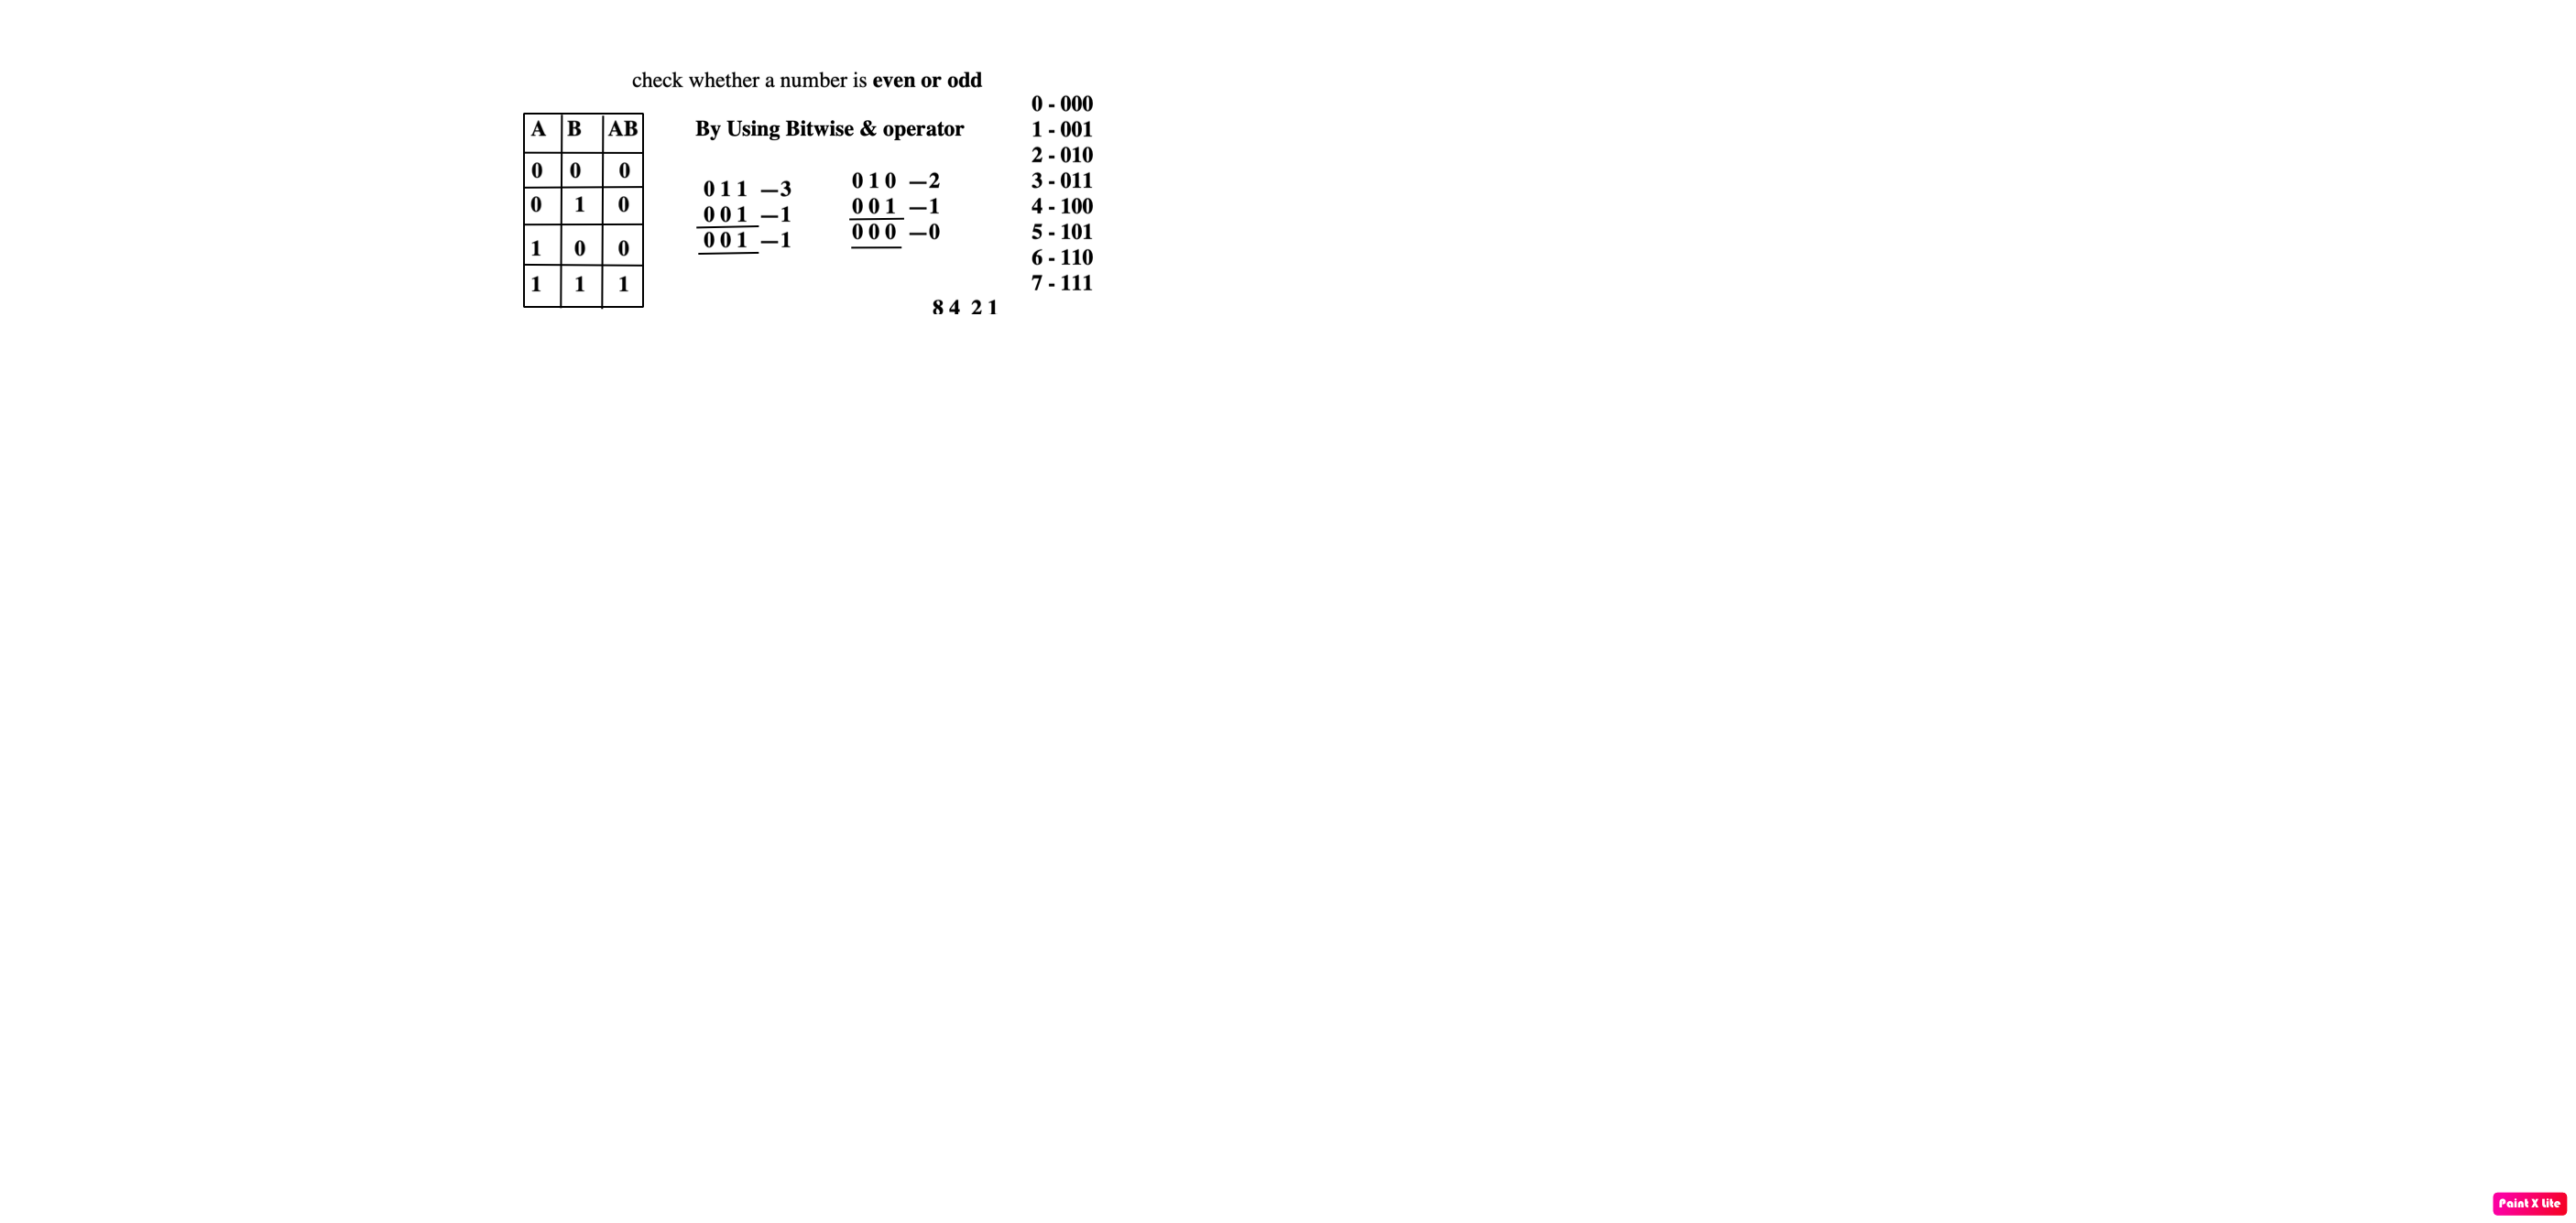 check whether a number is even or odd
A B AB
0 0 0
0 1 0
1 0 0
1 1 1
By Using Bitwise & operator
0 1 1 —3
0 0 1 —1
0 0 1 —1
0 1 0 —2
0 0 1 —1
0 0 0 —0
0 - 000
1 - 001
2 - 010
3 - 011
4 - 100
5 - 101
6 - 110
7 - 111
8 4 2 1
Paint X lite